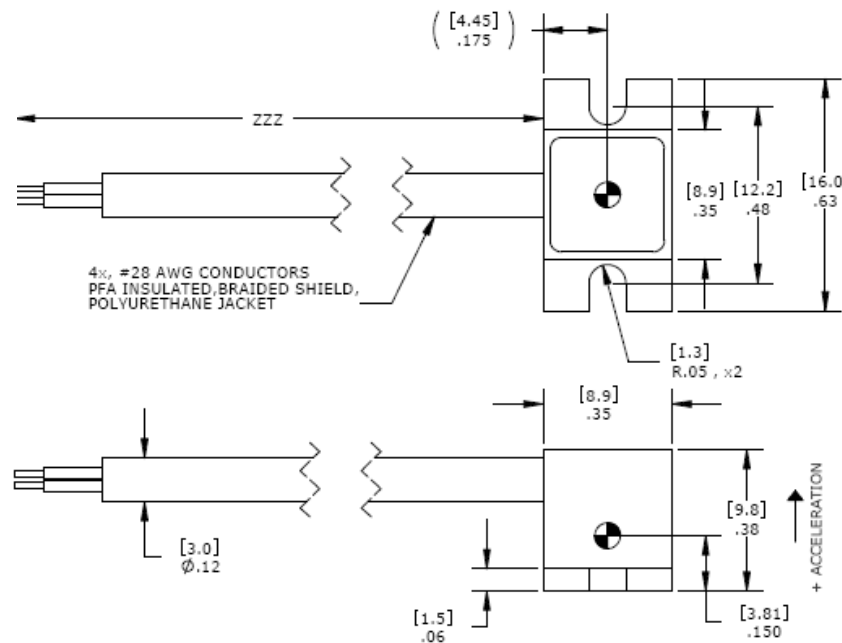 [4.45]
.175
ZZZ
[8.9]
.35
[12.2]
.48
[16.0
.63
4x, #28 AWG CONDUCTORS
PFA INSULATED,BRAIDED SHIELD,
POLYURETHANE JACKET
[1.3]
R.05 , x2
[8.9]
.35
[9.8]
.38
+ ACCELERATION
[3.0]
Ø.12
[1.5]
.06
[3.81]
.150